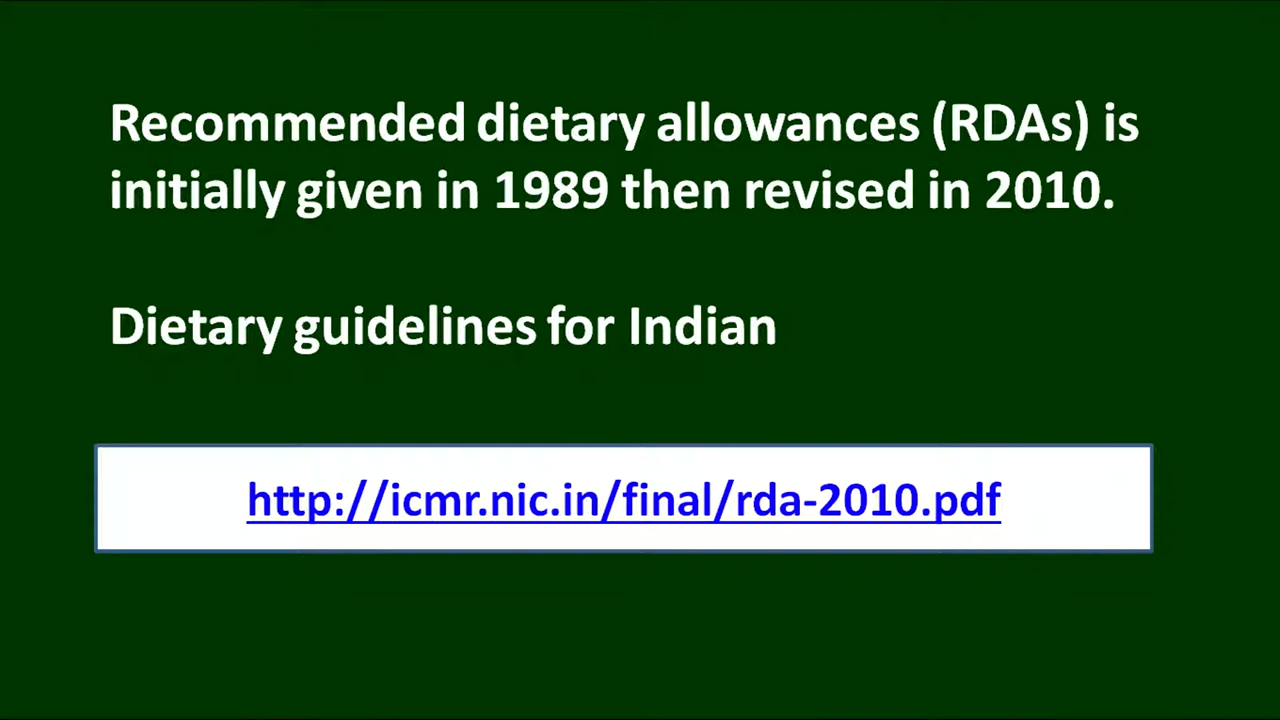 Recommended dietary allowances (RDAs) is
initially given in 1989 then revised in 2010.
Dietary guidelines for Indian
http://icmr.nic.in/final/rda-2010.pdf